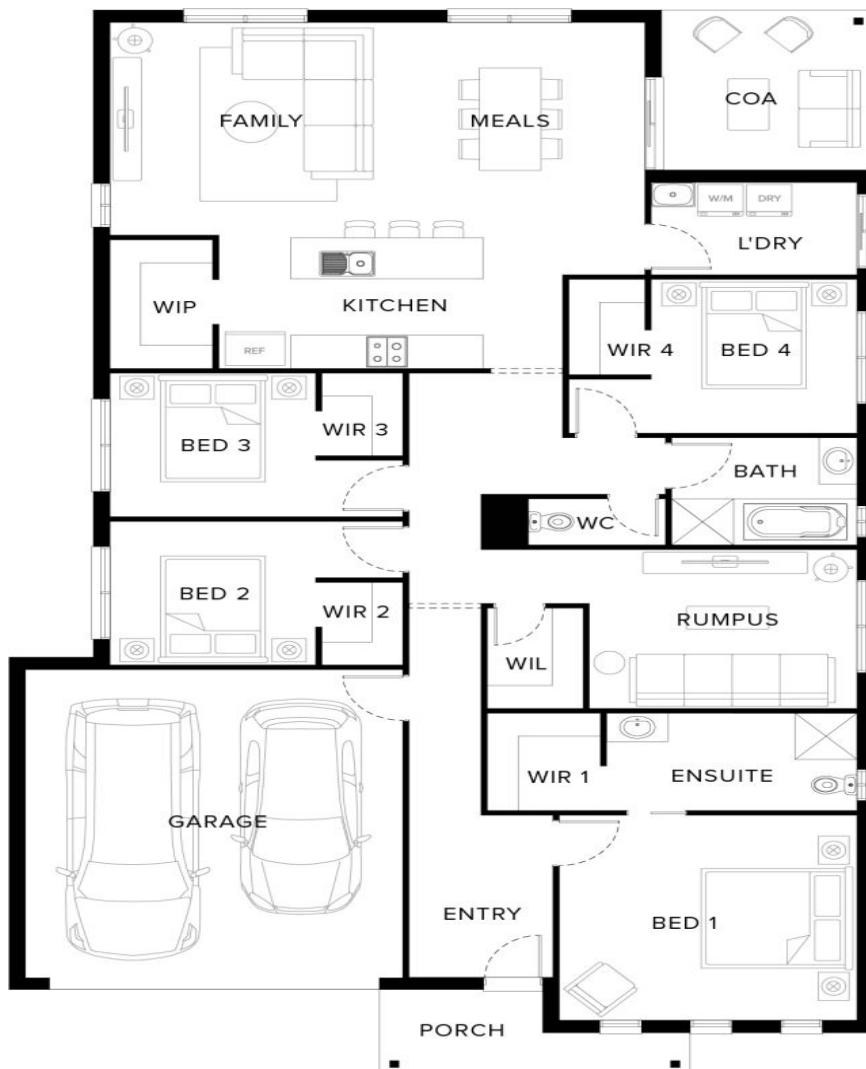 COA
FAMILY
MEALS
W/M
DRY
L'DRY
WIP
KITCHEN
REF
WIR 4
BED 4
BED 3
WIR 3
BATH
WC
BED 2
WIR 2
RUMPUS
WIL
WIR 1
ENSUITE
GARAGE
ENTRY
BED 1
PORCH